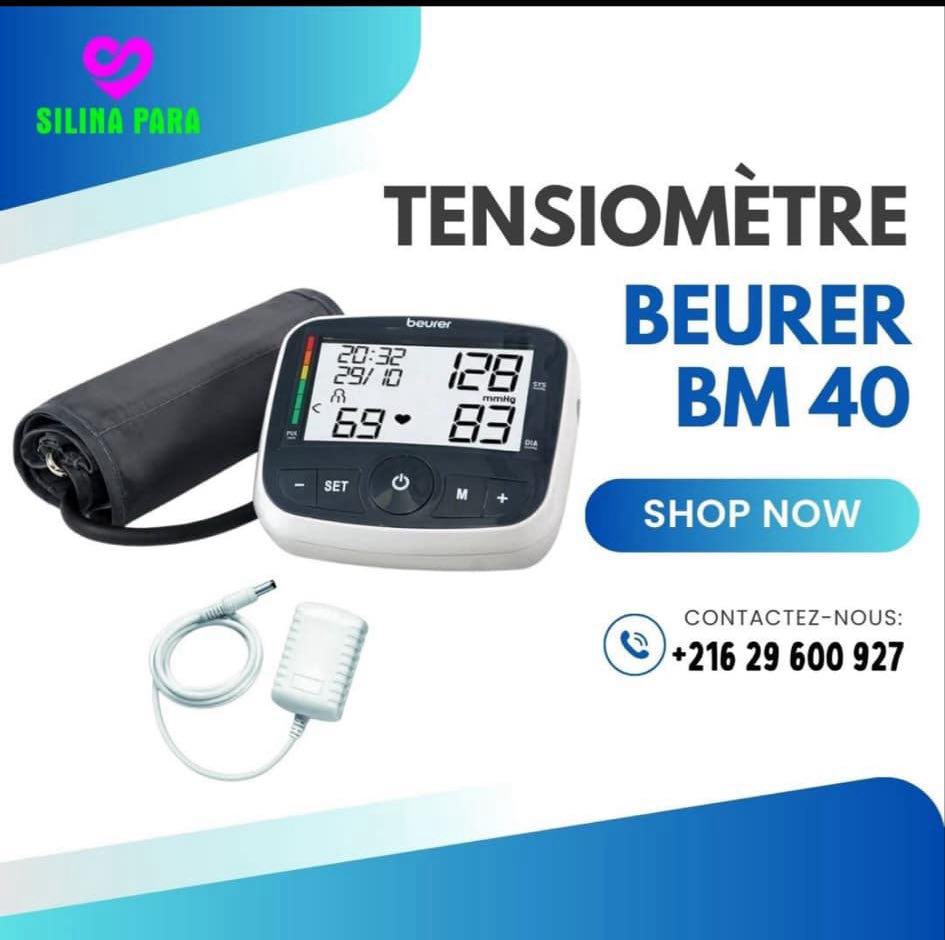 SILINA PARA
TENSIOMÈTRE
BEURER
BM 40
beurer
20:32
29/10
128
SYS
mmHg
69
83
PUL
DIA
- SET M +
SHOP NOW
CONTACTEZ-NOUS:
+216 29 600 927